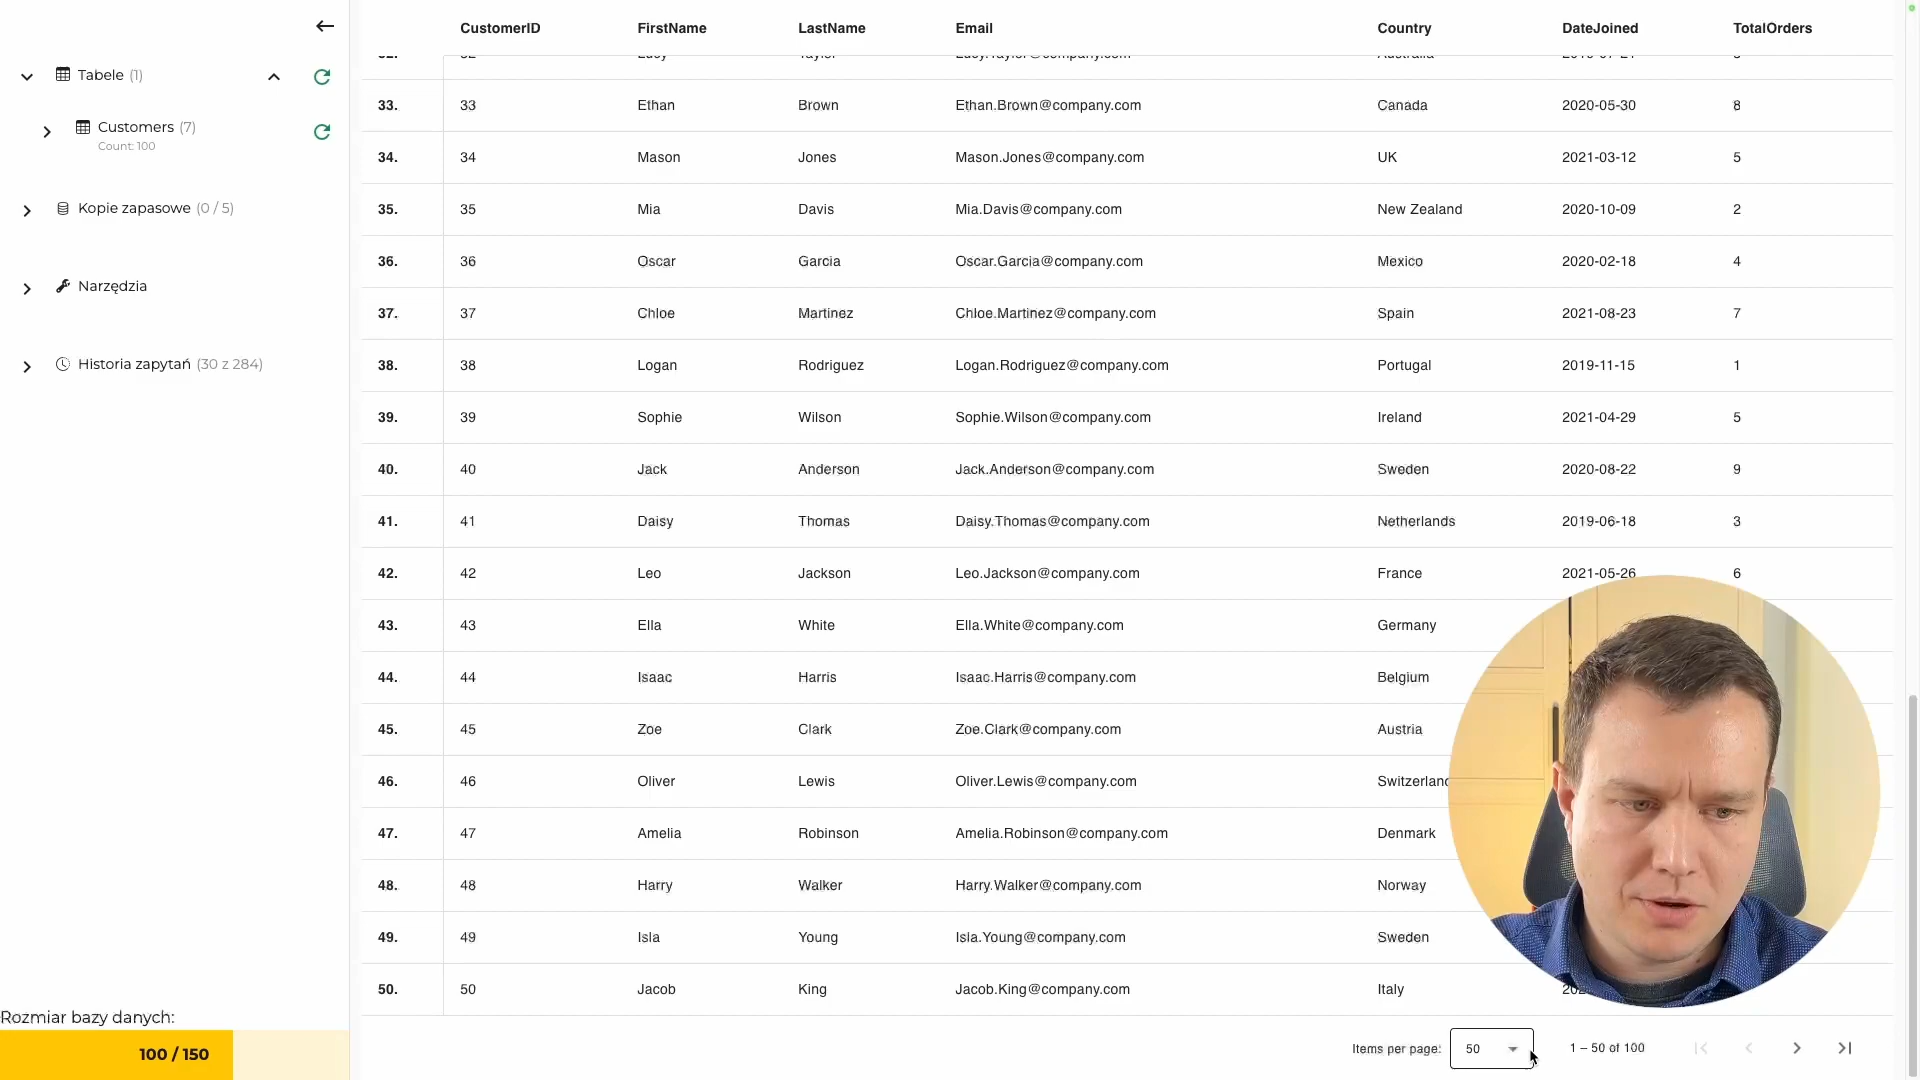 CustomerID FirstName LastName Email Country DateJoined TotalOrders
Tabele (1)
Customers (7)
Count: 100
Kopie zapasowe (0 / 5)
Narzędzia
Historia zapytań (30 z 284)
33. 33 Ethan Brown Ethan.Brown@company.com Canada 2020-05-30 8
34. 34 Mason Jones Mason.Jones@company.com UK 2021-03-12 5
35. 35 Mia Davis Mia.Davis@company.com New Zealand 2020-10-09 2
36. 36 Oscar Garcia Oscar.Garcia@company.com Mexico 2020-02-18 4
37. 37 Chloe Martinez Chloe.Martinez@company.com Spain 2021-08-23 7
38. 38 Logan Rodriguez Logan.Rodriguez@company.com Portugal 2019-11-15 1
39. 39 Sophie Wilson Sophie.Wilson@company.com Ireland 2021-04-29 5
40. 40 Jack Anderson Jack.Anderson@company.com Sweden 2020-08-22 9
41. 41 Daisy Thomas Daisy.Thomas@company.com Netherlands 2019-06-18 3
42. 42 Leo Jackson Leo.Jackson@company.com France 2021-05-26 6
43. 43 Ella White Ella.White@company.com Germany
44. 44 Isaac Harris Isaac.Harris@company.com Belgium
45. 45 Zoe Clark Zoe.Clark@company.com Austria
46. 46 Oliver Lewis Oliver.Lewis@company.com Switzerland
47. 47 Amelia Robinson Amelia.Robinson@company.com Denmark
48. 48 Harry Walker Harry.Walker@company.com Norway
49. 49 Isla Young Isla.Young@company.com Sweden
50. 50 Jacob King Jacob.King@company.com Italy
Rozmiar bazy danych:
100 / 150
Items per page: 50 1 – 50 of 100